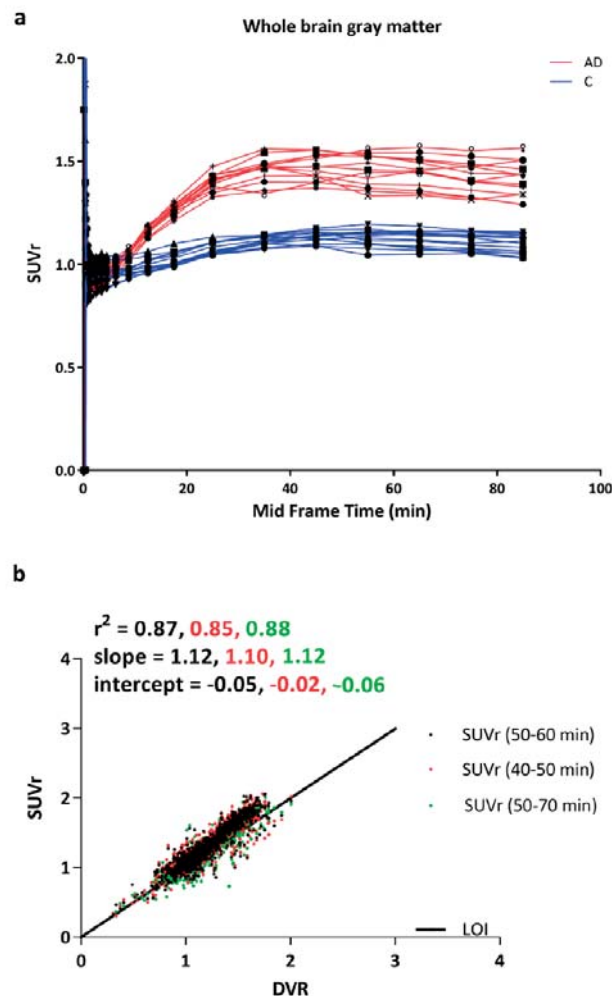 a
Whole brain gray matter
AD
C
2.0
1.5
1.0
0.5
0.0
SUVr
0 20 40 60 80 100
Mid Frame Time (min)
b
r² = 0.87, 0.85, 0.88
slope = 1.12, 1.10, 1.12
intercept = -0.05, -0.02, -0.06
4
3
2
1
0
SUVr
SUVr (50-60 min)
SUVr (40-50 min)
SUVr (50-70 min)
LOI
0 1 2 3 4
DVR